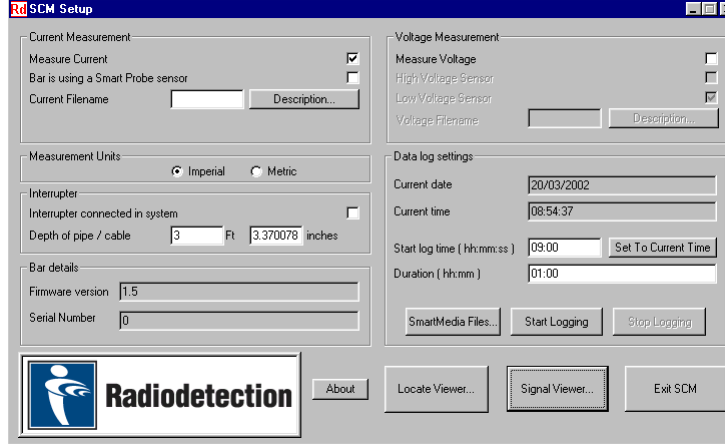 Rd SCM Setup
Current Measurement
Measure Current
Bar is using a Smart Probe sensor
Current Filename Description...
Voltage Measurement
Measure Voltage
High Voltage Sensor
Low Voltage Sensor
Voltage Filename Description...
Measurement Units
Imperial Metric
Interrupter
Interrupter connected in system
Depth of pipe / cable 3 Ft 3.370078 inches
Bar details
Firmware version 1.5
Serial Number 0
Data log settings
Current date 20/03/2002
Current time 08:54:37
Start log time ( hh:mm:ss ) 09:00 Set To Current Time
Duration ( hh:mm ) 01:00
SmartMedia Files... Start Logging Stop Logging
Radiodetection
About Locate Viewer... Signal Viewer... Exit SCM